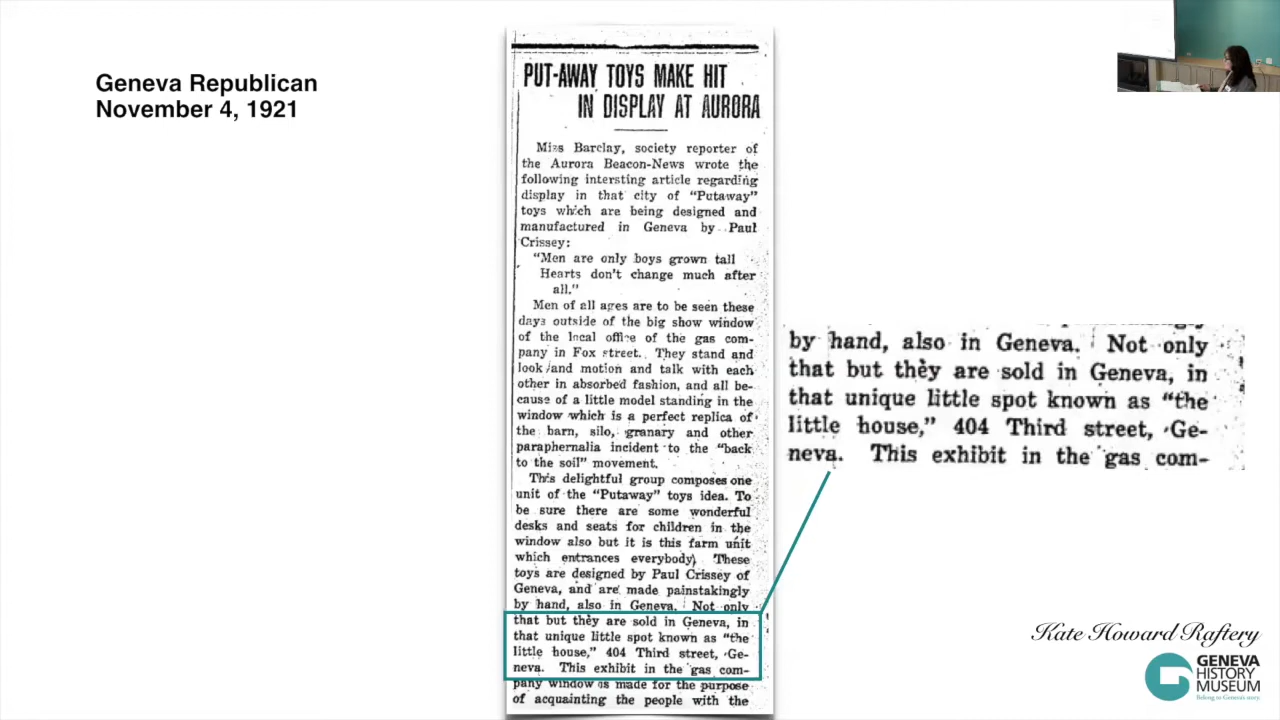 Geneva Republican
November 4, 1921
PUT-AWAY TOYS MAKE HIT
IN DISPLAY AT AURORA
Miss Barclay, society reporter of
the Aurora Beacon-News wrote the
following intersting article regarding
display in that city of "Putaway"
toys which are being designed and
manufactured in Geneva by Paul
Crissey:
"Men are only boys grown tall
Hearts don't change much after
all."
Men of all ages are to be seen these
days outside of the big show window
of the local office of the gas com-
pany in Fox street. They stand and
look and motion and talk with each
other in absorbed fashion, and all be-
cause of a little model standing in the
window which is a perfect replica of
the barn, silo, granary and other
paraphernalia incident to the "back
to the soil" movement.
This delightful group composes one
unit of the "Putaway" toys idea. To
be sure there are some wonderful
desks and seats for children in the
window also but it is this farm unit
which entrances everybody. These
toys are designed by Paul Crissey of
Geneva, and are made painstakingly
by hand, also in Geneva. Not only
that but they are sold in Geneva, in
that unique little spot known as "the
little house," 404 Third street, Ge-
neva. This exhibit in the gas com-
pany window is made for the purpose
of acquainting the people with the
by hand, also in Geneva. Not only
that but they are sold in Geneva, in
that unique little spot known as "the
little house," 404 Third street, Ge-
neva. This exhibit in the gas com-
Kate Howard Raftery
GENEVA
HISTORY
MUSEUM
Belong to Geneva's story.